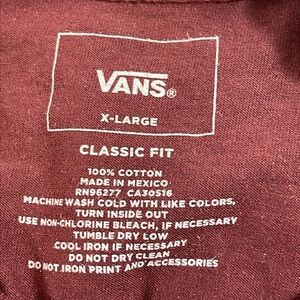 VANS®
X-LARGE
CLASSIC FIT
100% COTTON
MADE IN MEXICO
RN96277 CA30516
MACHINE WASH COLD WITH LIKE COLORS,
TURN INSIDE OUT
USE NON-CHLORINE BLEACH, IF NECESSARY
TUMBLE DRY LOW
COOL IRON IF NECESSARY
DO NOT DRY CLEAN
DO NOT IRON PRINT AND ACCESSORIES